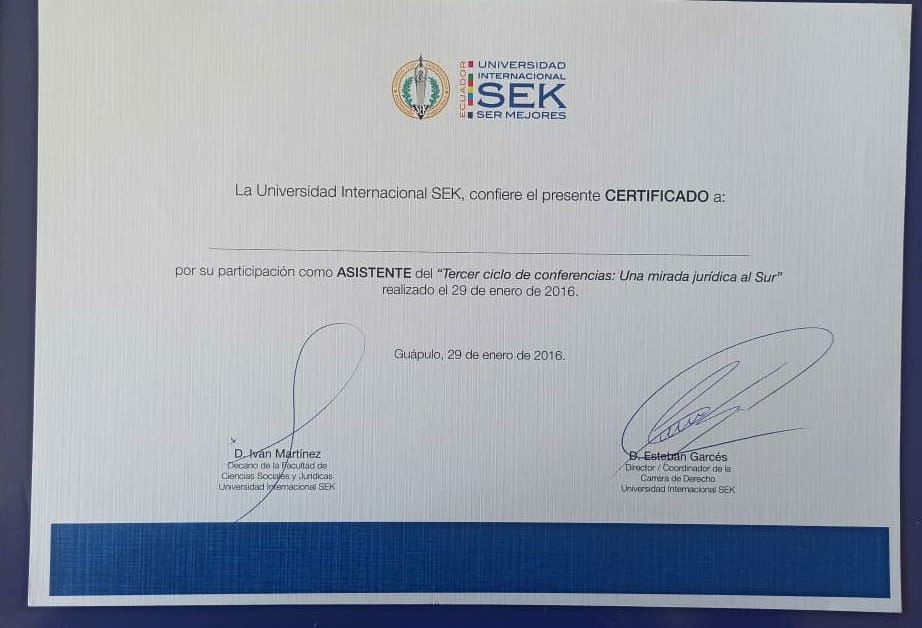 ECUADOR
UNIVERSIDAD
INTERNACIONAL
SEK
SER MEJORES
La Universidad Internacional SEK, confiere el presente CERTIFICADO a:
por su participación como ASISTENTE del “Tercer ciclo de conferencias: Una mirada jurídica al Sur”
realizado el 29 de enero de 2016.
Guápulo, 29 de enero de 2016.
D. Iván Martínez
Decano de la Facultad de
Ciencias Sociales y Jurídicas
Universidad Internacional SEK
D. Esteban Garcés
Director / Coordinador de la
Carrera de Derecho
Universidad Internacional SEK